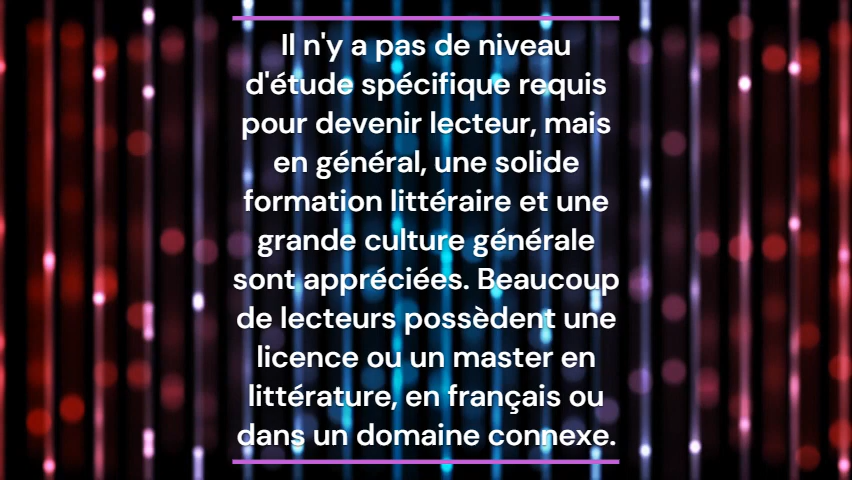 Il n'y a pas de niveau
d'étude spécifique requis
pour devenir lecteur, mais
en général, une solide
formation littéraire et une
grande culture générale
sont appréciées. Beaucoup
de lecteurs possèdent une
licence ou un master en
littérature, en français ou
dans un domaine connexe.